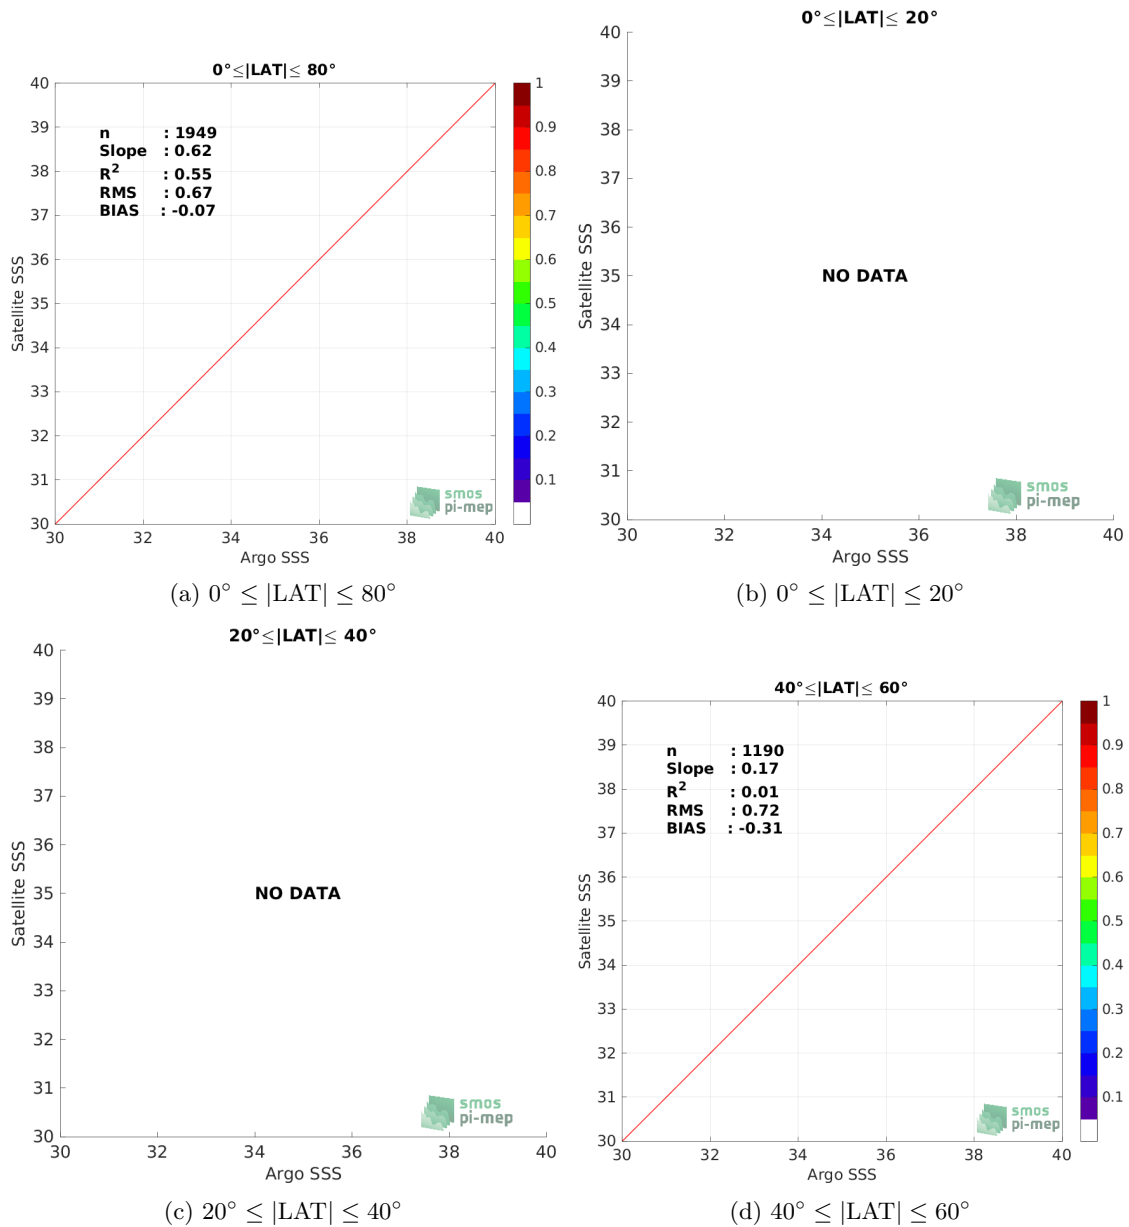 0°≤|LAT|≤ 80°
40
39
38
37
36
35
34
33
32
31
30
Satellite SSS
n : 1949
Slope : 0.62
R² : 0.55
RMS : 0.67
BIAS : -0.07
smos
pi-mep
30 32 34 36 38 40
Argo SSS
1
0.9
0.8
0.7
0.6
0.5
0.4
0.3
0.2
0.1
(a) 0° ≤ |LAT| ≤ 80°
0°≤|LAT|≤ 20°
40
39
38
37
36
35
34
33
32
31
30
Satellite SSS
NO DATA
smos
pi-mep
30 32 34 36 38 40
Argo SSS
(b) 0° ≤ |LAT| ≤ 20°
20°≤|LAT|≤ 40°
40
39
38
37
36
35
34
33
32
31
30
Satellite SSS
NO DATA
smos
pi-mep
30 32 34 36 38 40
Argo SSS
(c) 20° ≤ |LAT| ≤ 40°
40°≤|LAT|≤ 60°
40
39
38
37
36
35
34
33
32
31
30
Satellite SSS
n : 1190
Slope : 0.17
R² : 0.01
RMS : 0.72
BIAS : -0.31
smos
pi-mep
30 32 34 36 38 40
Argo SSS
1
0.9
0.8
0.7
0.6
0.5
0.4
0.3
0.2
0.1
(d) 40° ≤ |LAT| ≤ 60°